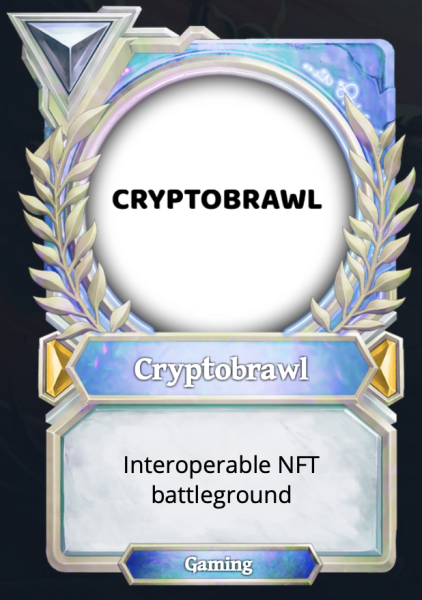 CRYPTOBRAWL
Cryptobrawl
Interoperable NFT
battleground
Gaming